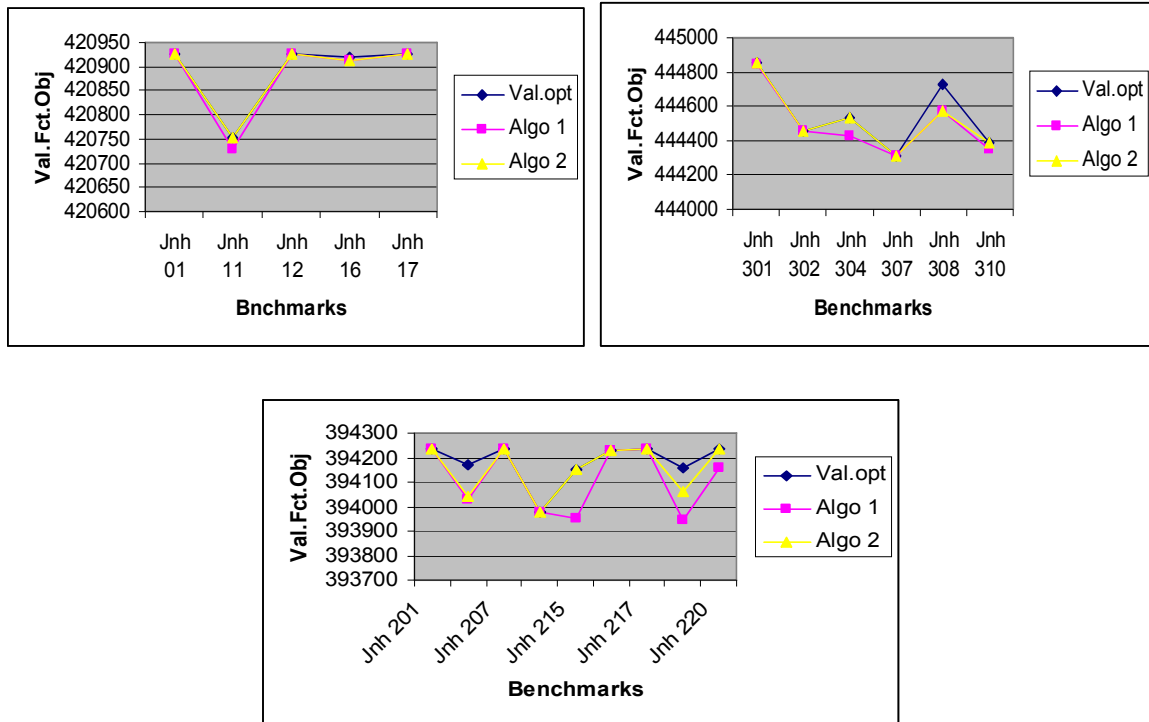 420950
420900
420850
420800
420750
420700
420650
420600
Val.Fct.Obj
Jnh 01
Jnh 11
Jnh 12
Jnh 16
Jnh 17
Bnchmarks
Val.opt
Algo 1
Algo 2
445000
444800
444600
444400
444200
444000
Val.Fct.Obj
Jnh 301
Jnh 302
Jnh 304
Jnh 307
Jnh 308
Jnh 310
Benchmarks
Val.opt
Algo 1
Algo 2
394300
394200
394100
394000
393900
393800
393700
Val.Fct.Obj
Jnh 201
Jnh 207
Jnh 215
Jnh 217
Jnh 220
Benchmarks
Val.opt
Algo 1
Algo 2